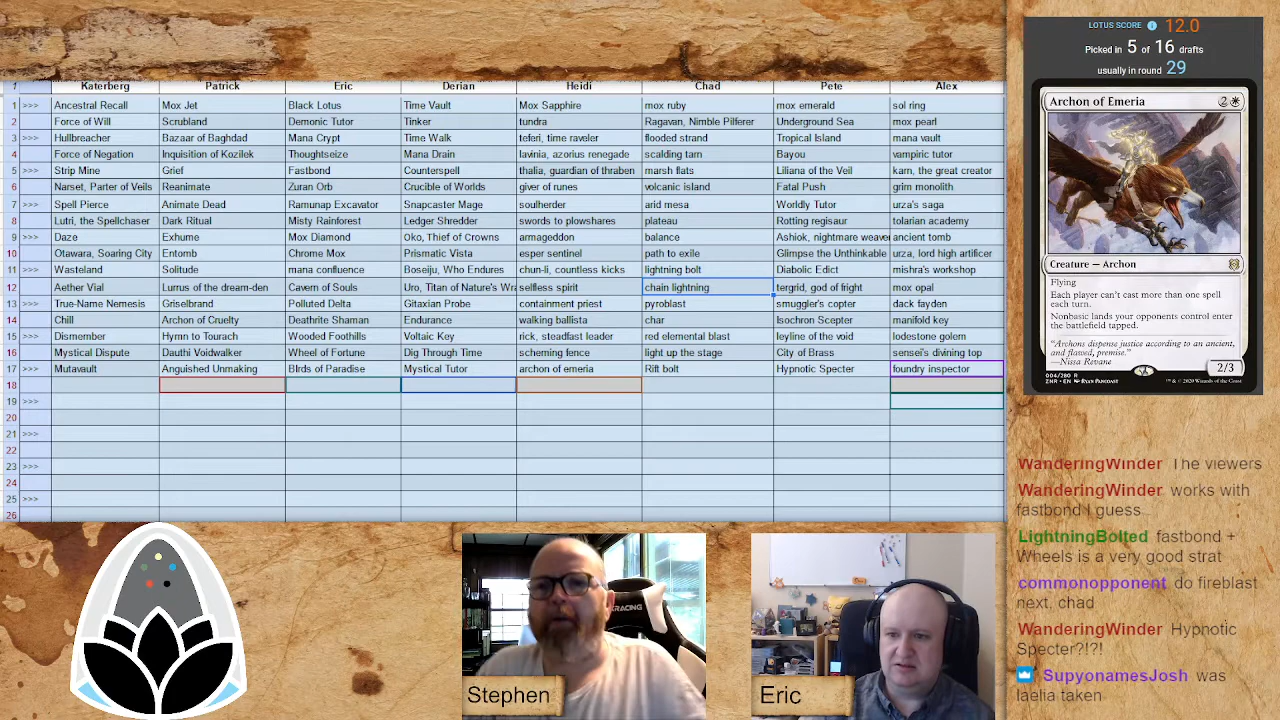 LOTUS SCORE 12.0
Picked in 5 of 16 drafts
usually in round 29
Katerberg Patrick Eric Derian Heidi Chad Pete Alex
1 >>> Ancestral Recall Mox Jet Black Lotus Time Vault Mox Sapphire mox ruby mox emerald sol ring
2 Force of Will Scrubland Demonic Tutor Tinker tundra Ragavan, Nimble Pilferer Underground Sea mox pearl
3 >>> Hullbreacher Bazaar of Baghdad Mana Crypt Time Walk teferi, time raveler flooded strand Tropical Island mana vault
4 Force of Negation Inquisition of Kozilek Thoughtseize Mana Drain lavinia, azorius renegade scalding tarn Bayou vampiric tutor
5 >>> Strip Mine Grief Fastbond Counterspell thalia, guardian of thraben marsh flats Liliana of the Veil karn, the great creator
6 Narset, Parter of Veils Reanimate Zuran Orb Crucible of Worlds giver of runes volcanic island Fatal Push grim monolith
7 >>> Spell Pierce Animate Dead Ramunap Excavator Snapcaster Mage soulherder arid mesa Worldly Tutor urza's saga
8 Lutri, the Spellchaser Dark Ritual Misty Rainforest Ledger Shredder swords to plowshares plateau Rotting regisaur tolarian academy
9 >>> Daze Exhume Mox Diamond Oko, Thief of Crowns armageddon balance Ashiok, nightmare weaver ancient tomb
10 Otawara, Soaring City Entomb Chrome Mox Prismatic Vista esper sentinel path to exile Glimpse the Unthinkable urza, lord high artificer
11 >>> Wasteland Solitude mana confluence Boseiju, Who Endures chun-li, countless kicks lightning bolt Diabolic Edict mishra's workshop
12 Aether Vial Lurrus of the dream-den Cavern of Souls Uro, Titan of Nature's Wra selfless spirit chain lightning tergrid, god of fright mox opal
13 >>> True-Name Nemesis Griselbrand Polluted Delta Gitaxian Probe containment priest pyroblast smuggler's copter dack fayden
14 Chill Archon of Cruelty Deathrite Shaman Endurance walking ballista char Isochron Scepter manifold key
15 >>> Dismember Hymn to Tourach Wooded Foothills Voltaic Key rick, steadfast leader red elemental blast leyline of the void lodestone golem
16 Mystical Dispute Dauthi Voidwalker Wheel of Fortune Dig Through Time scheming fence light up the stage City of Brass sensei's divining top
17 >>> Mutavault Anguished Unmaking BIrds of Paradise Mystical Tutor archon of emeria Rift bolt Hypnotic Specter foundry inspector
18
19 >>>
20
21 >>>
22
23 >>>
24
25 >>>
26
Archon of Emeria 2
Creature — Archon
Flying
Each player can't cast more than one spell
each turn.
Nonbasic lands your opponents control enter
the battlefield tapped.
"Archons dispense justice according to an ancient,
and flawed, premise."
—Nissa Revane
2/3
004/280 R
ZNR • EN
WanderingWinder The viewers
WanderingWinder works with
fastbond I guess
LightningBolted fastbond +
Wheels is a very good strat
commonopponent do fireblast
next, chad
WanderingWinder Hypnotic
Specter?!?!
SupyonamesJosh was
laelia taken
RACING
Stephen
Eric